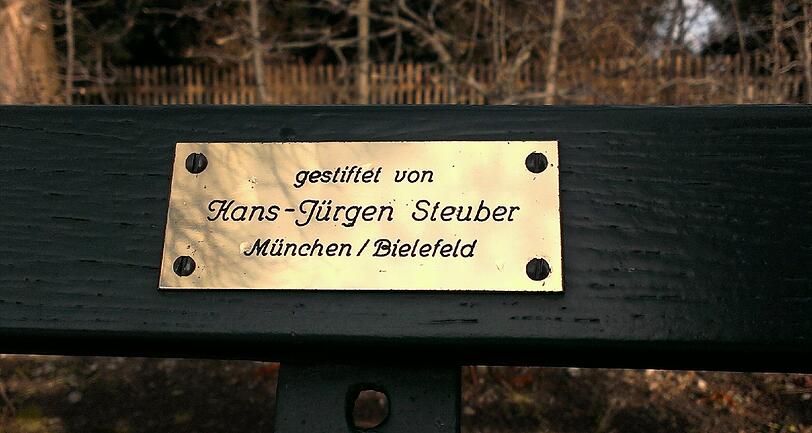 gestiftet von
Hans-Jürgen Steuber
München / Bielefeld